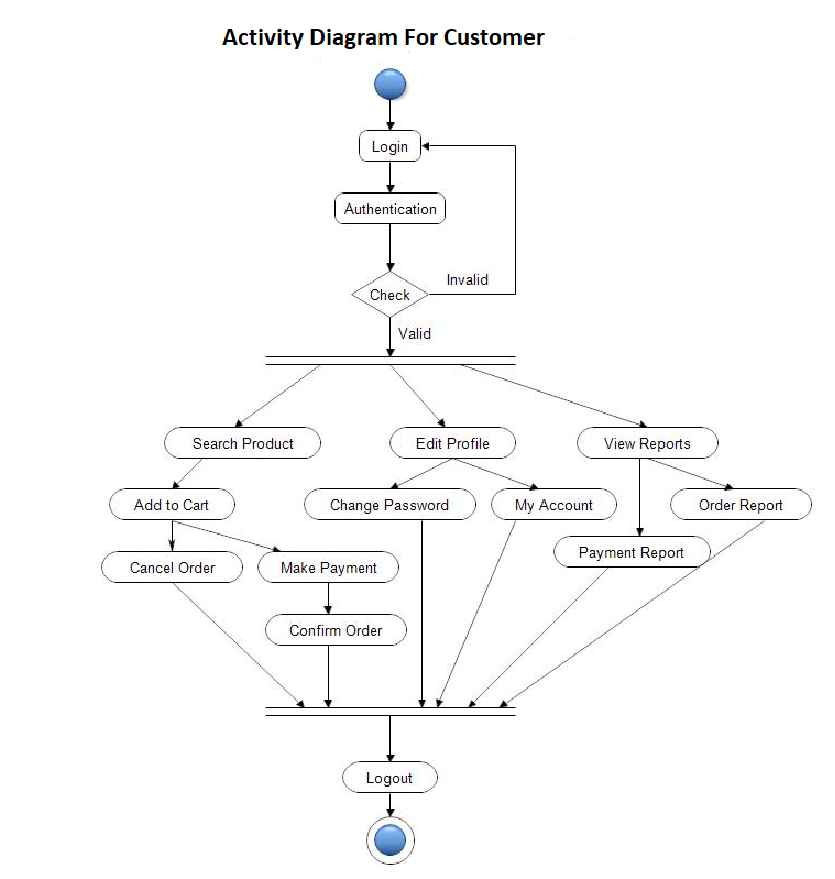 Activity Diagram For Customer
Login
Authentication
Invalid
Check
Valid
Search Product
Edit Profile
View Reports
Add to Cart
Change Password
My Account
Order Report
Payment Report
Cancel Order
Make Payment
Confirm Order
Logout